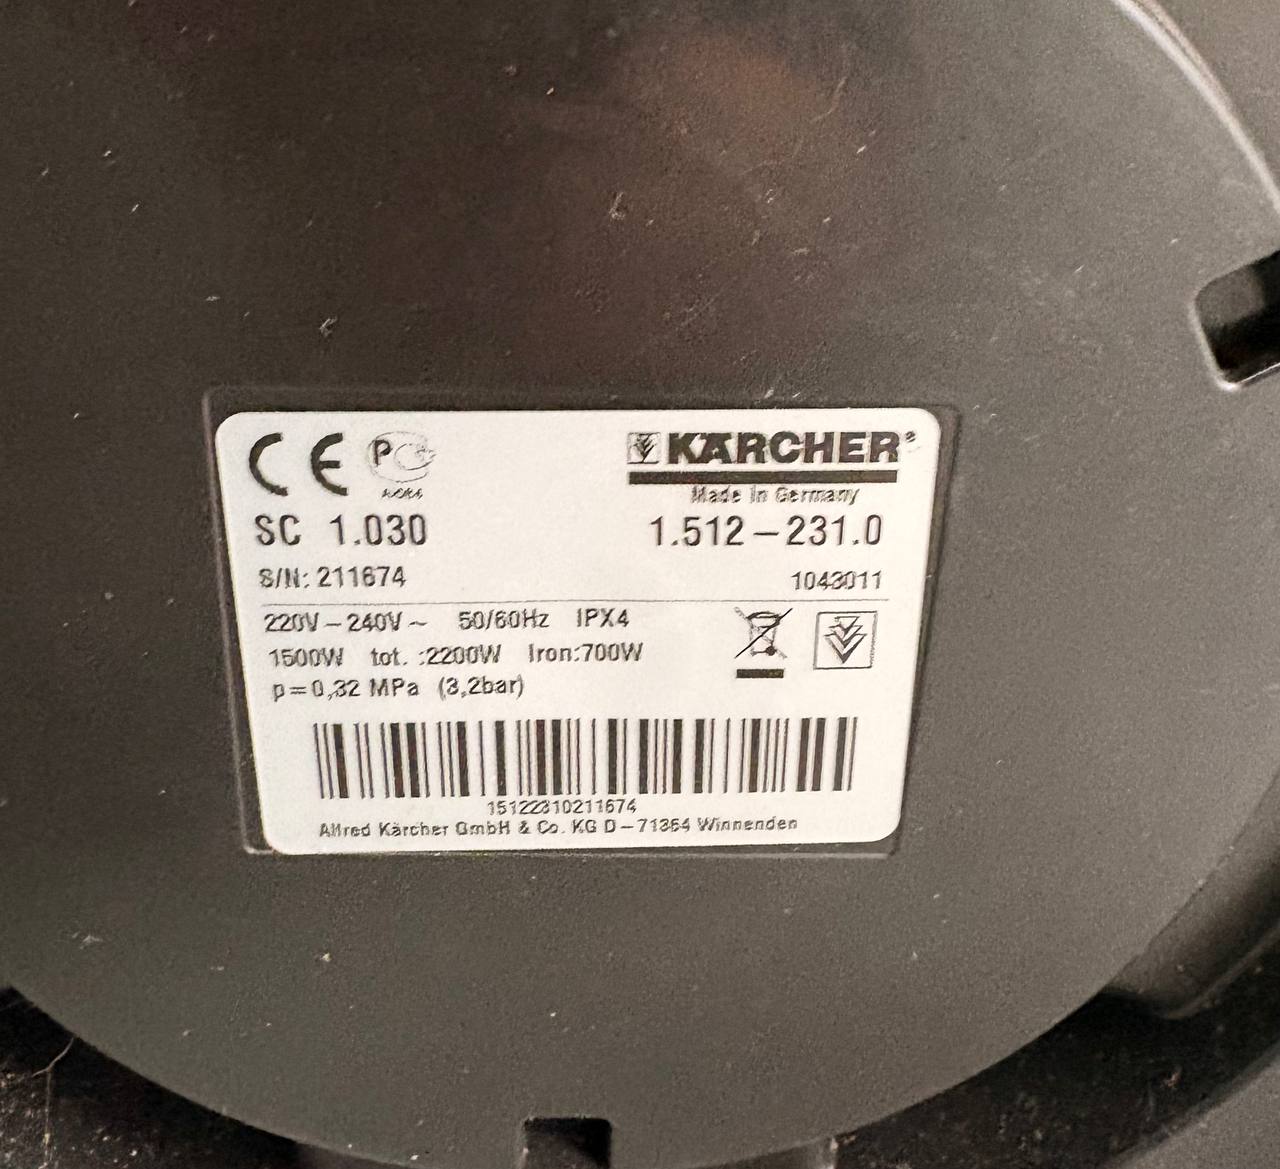 CE
KÄRCHER®
Made in Germany
SC 1.030 1.512-231.0
S/N: 211674 1043011
220V-240V~ 50/60Hz IPX4
1500W tot. :2200W Iron:700W
p=0,32 MPa (3,2bar)
15122310211674
Alfred Kärcher GmbH & Co. KG D-71364 Winnenden